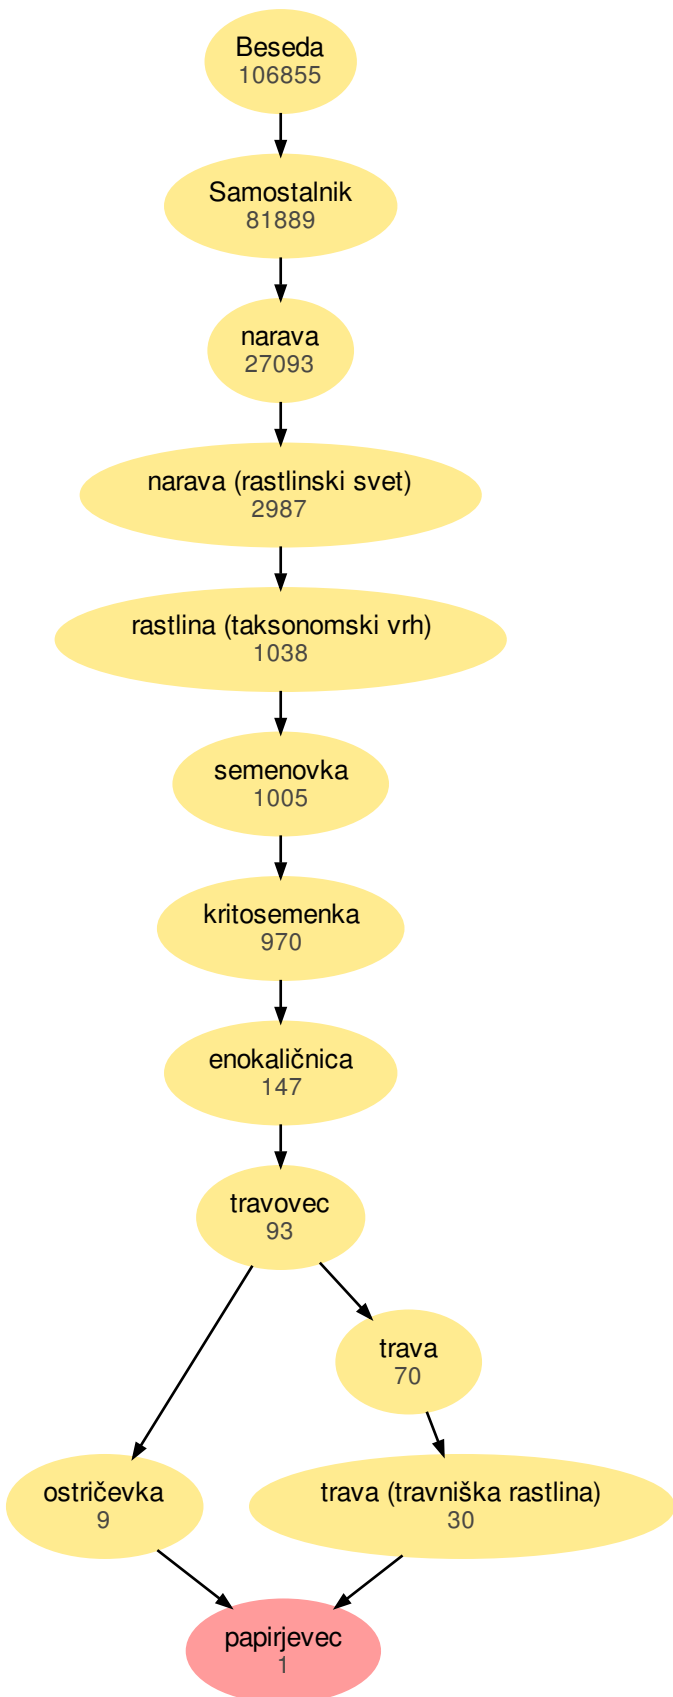 Beseda
106855
Samostalnik
81889
narava
27093
narava (rastlinski svet)
2987
rastlina (taksonomski vrh)
1038
semenovka
1005
kritosemenka
970
enokaličnica
147
travovec
93
trava
70
ostričevka
9
trava (travniška rastlina)
30
papirjevec
1